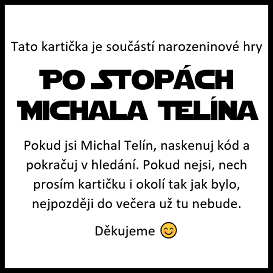 Tato kartička je součástí narozeninové hry
Po Stopách
Michala Telína
Pokud jsi Michal Telín, naskenuj kód a
pokračuj v hledání. Pokud nejsi, nech
prosím kartičku i okolí tak jak bylo,
nejpozději do večera už tu nebude.
Děkujeme 😊